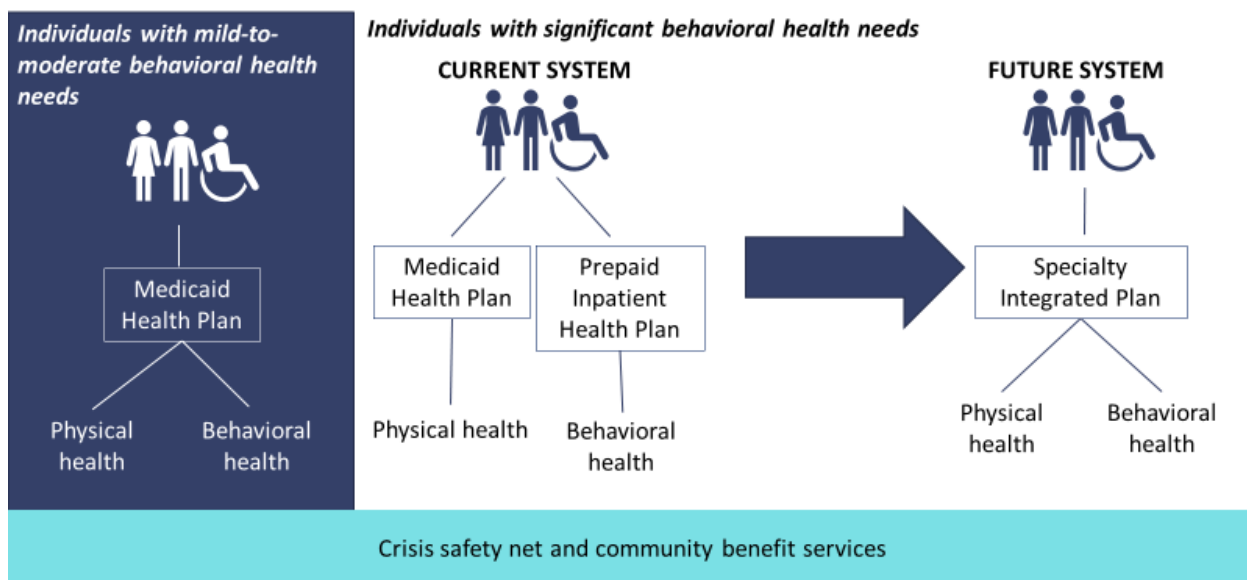 Individuals with mild-to-
moderate behavioral health
needs
Medicaid
Health Plan
Physical
health
Behavioral
health
Individuals with significant behavioral health needs
CURRENT SYSTEM
Medicaid
Health Plan
Prepaid
Inpatient
Health Plan
Physical health
Behavioral
health
FUTURE SYSTEM
Specialty
Integrated Plan
Physical
health
Behavioral
health
Crisis safety net and community benefit services